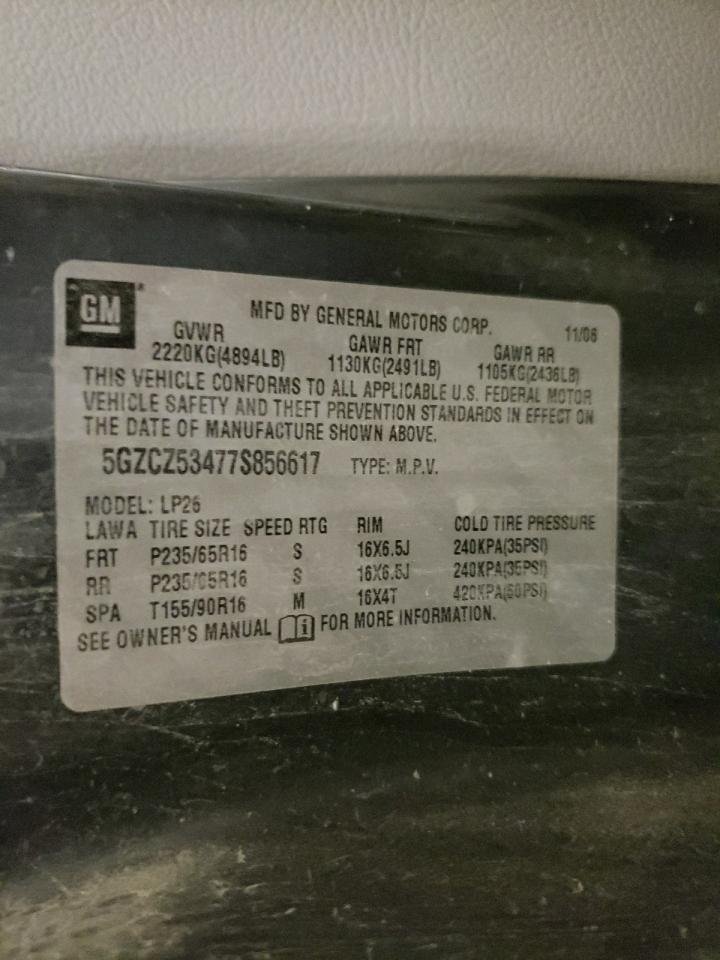 GM
MFD BY GENERAL MOTORS CORP. 11/06
GVWR GAWR FRT GAWR RR
2220KG(4894LB) 1130KG(2491LB) 1105KG(2436LB)
THIS VEHICLE CONFORMS TO ALL APPLICABLE U.S. FEDERAL MOTOR
VEHICLE SAFETY AND THEFT PREVENTION STANDARDS IN EFFECT ON
THE DATE OF MANUFACTURE SHOWN ABOVE.
5GZCZ53477S856617 TYPE: M.P.V.
MODEL: LP26
LAWA TIRE SIZE SPEED RTG RIM COLD TIRE PRESSURE
FRT P235/65R16 S 16X6.5J 240KPA(35PSI)
RR P235/65R16 S 16X6.5J 240KPA(35PSI)
SPA T155/90R16 M 16X4T 420KPA(60PSI)
SEE OWNER'S MANUAL i FOR MORE INFORMATION.